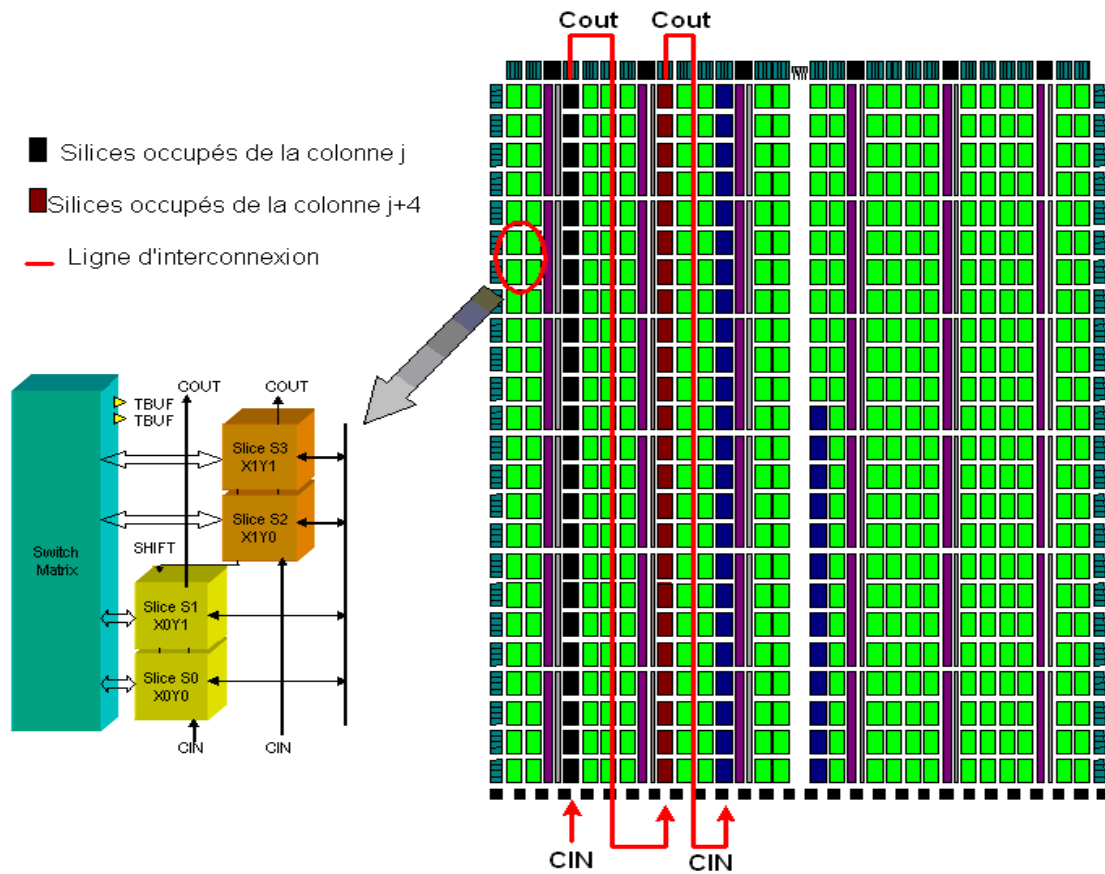 Cout
Cout
Silices occupés de la colonne j
Silices occupés de la colonne j+4
Ligne d'interconnexion
COUT
COUT
TBUF
TBUF
Slice S3
X1Y1
Slice S2
X1Y0
Switch
Matrix
SHIFT
Slice S1
X0Y1
Slice S0
X0Y0
CIN
CIN
CIN
CIN